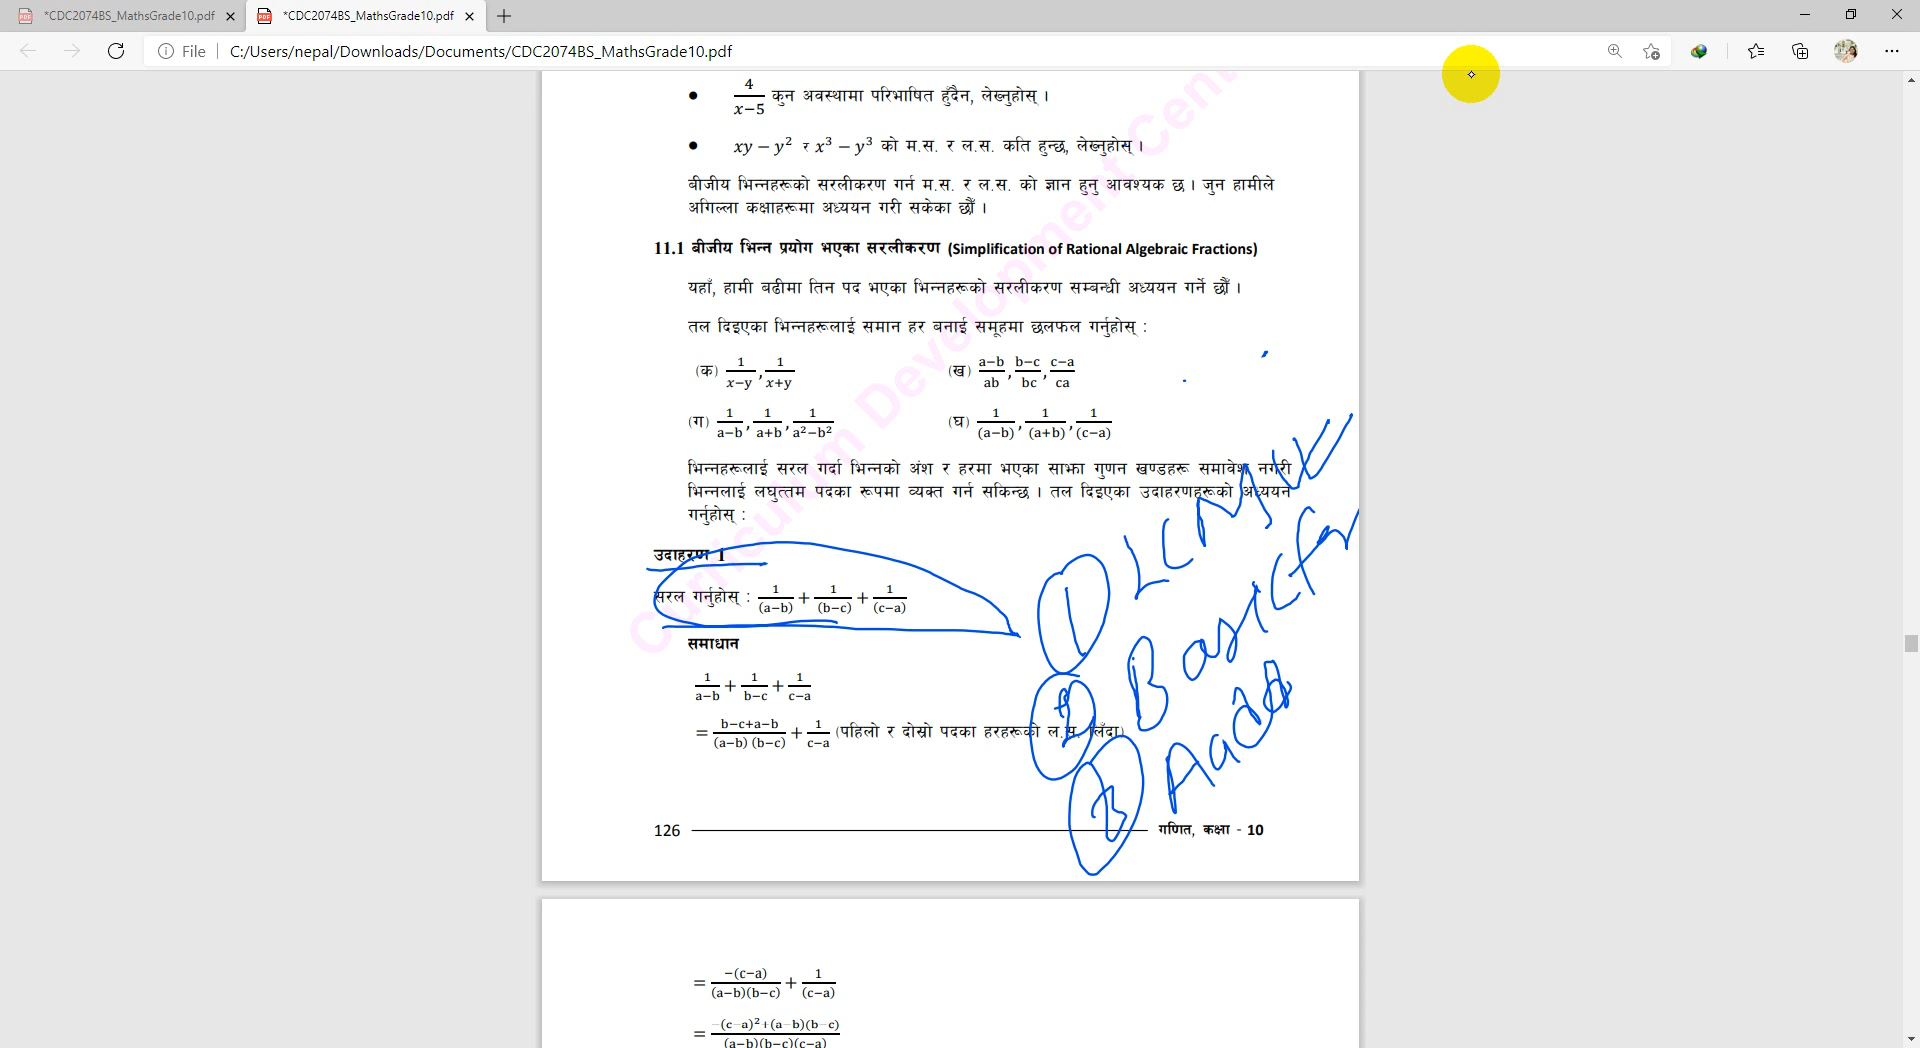 *CDC2074BS_MathsGrade10.pdf
*CDC2074BS_MathsGrade10.pdf
File | C:/Users/nepal/Downloads/Documents/CDC2074BS_MathsGrade10.pdf
• 4/(x−5) कुन अवस्थामा परिभाषित हुँदैन, लेख्नुहोस् ।
• xy − y² र x³ − y³ को म.स. र ल.स. कति हुन्छ, लेख्नुहोस् ।
बीजीय भिन्नहरूको सरलीकरण गर्न म.स. र ल.स. को ज्ञान हुनु आवश्यक छ । जुन हामीले
अगिल्ला कक्षाहरूमा अध्ययन गरी सकेका छौँ ।
11.1 बीजीय भिन्न प्रयोग भएका सरलीकरण (Simplification of Rational Algebraic Fractions)
यहाँ, हामी बढीमा तिन पद भएका भिन्नहरूको सरलीकरण सम्बन्धी अध्ययन गर्ने छौँ ।
तल दिइएका भिन्नहरूलाई समान हर बनाई समूहमा छलफल गर्नुहोस् :
(क) 1/(x−y), 1/(x+y) (ख) (a−b)/ab, (b−c)/bc, (c−a)/ca
(ग) 1/(a−b), 1/(a+b), 1/(a²−b²) (घ) 1/(a−b), 1/(a+b), 1/(c−a)
भिन्नहरूलाई सरल गर्दा भिन्नको अंश र हरमा भएका साझा गुणन खण्डहरू समावेश नगरी
भिन्नलाई लघुत्तम पदका रूपमा व्यक्त गर्न सकिन्छ । तल दिइएका उदाहरणहरूको अध्ययन
गर्नुहोस् :
उदाहरण 1
सरल गर्नुहोस् : 1/(a−b) + 1/(b−c) + 1/(c−a)
समाधान
1/(a−b) + 1/(b−c) + 1/(c−a)
= (b−c+a−b)/((a−b) (b−c)) + 1/(c−a) (पहिलो र दोस्रो पदका हरहरूको ल.स. लिँदा)
1 LCM
2 Basic
3
126 गणित, कक्षा - 10
= −(c−a)/((a−b)(b−c)) + 1/(c−a)
= (−(c−a)²+(a−b)(b−c))/((a−b)(b−c)(c−a))
Curriculum Development Cent